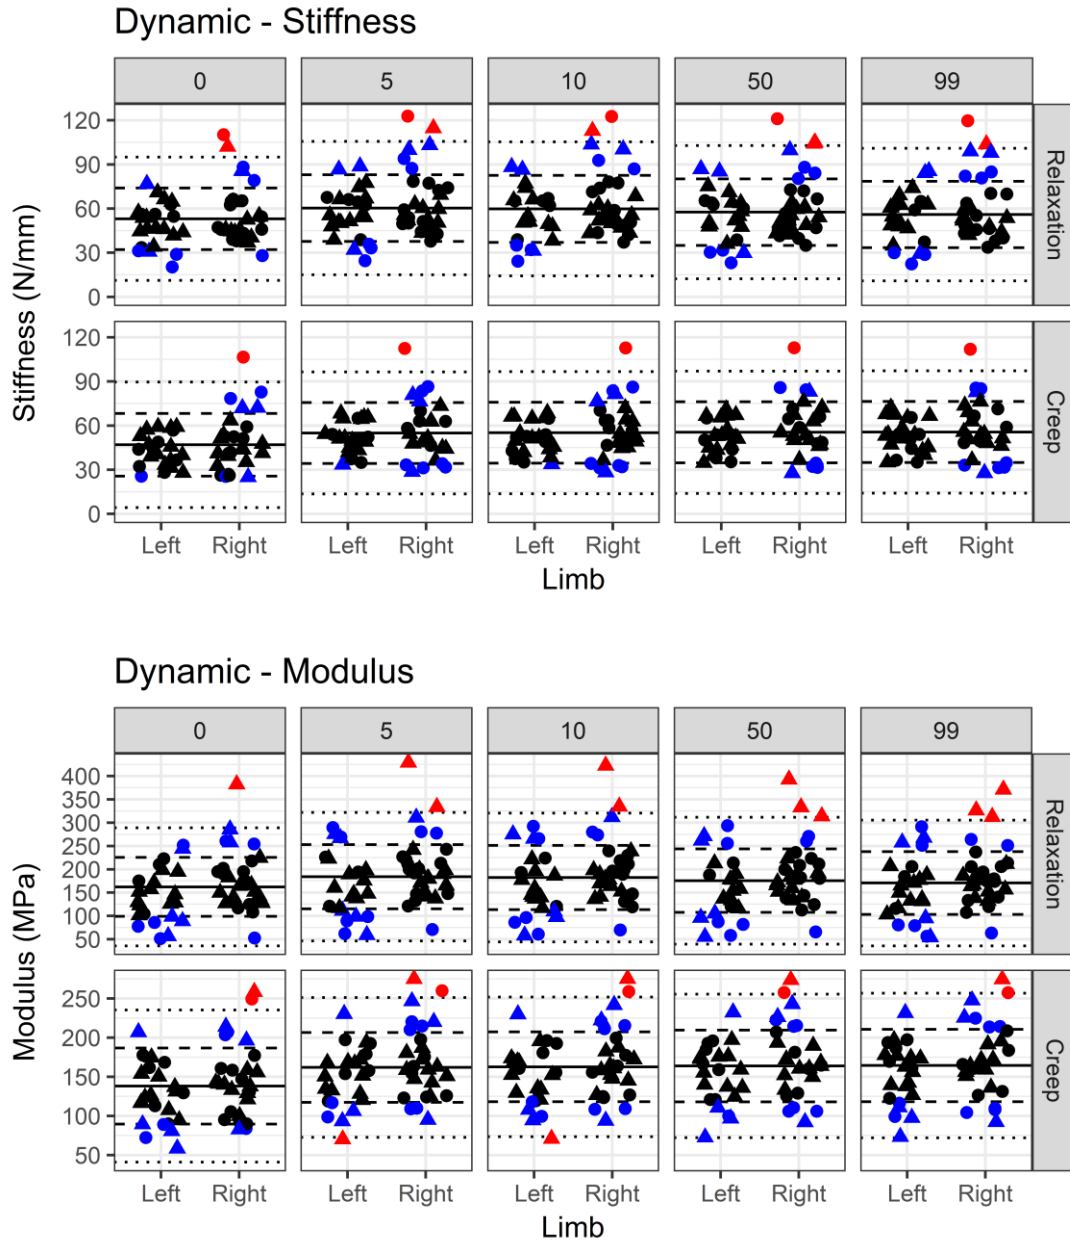 Dynamic - Stiffness
0 5 10 50 99
120
90
60
30
0
Relaxation
120
90
60
30
0
Creep
Stiffness (N/mm)
Left Right Left Right Left Right Left Right Left Right
Limb
Dynamic - Modulus
0 5 10 50 99
400
350
300
250
200
150
100
50
Relaxation
250
200
150
100
50
Creep
Modulus (MPa)
Left Right Left Right Left Right Left Right Left Right
Limb